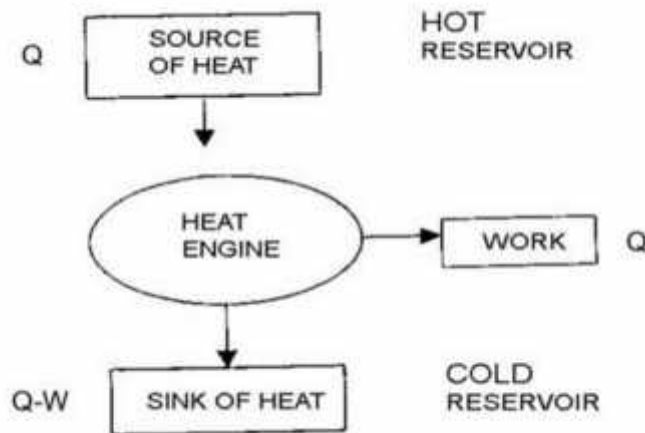 Q
SOURCE
OF HEAT
HOT
RESERVOIR
HEAT
ENGINE
WORK
Q
Q-W
SINK OF HEAT
COLD
RESERVOIR